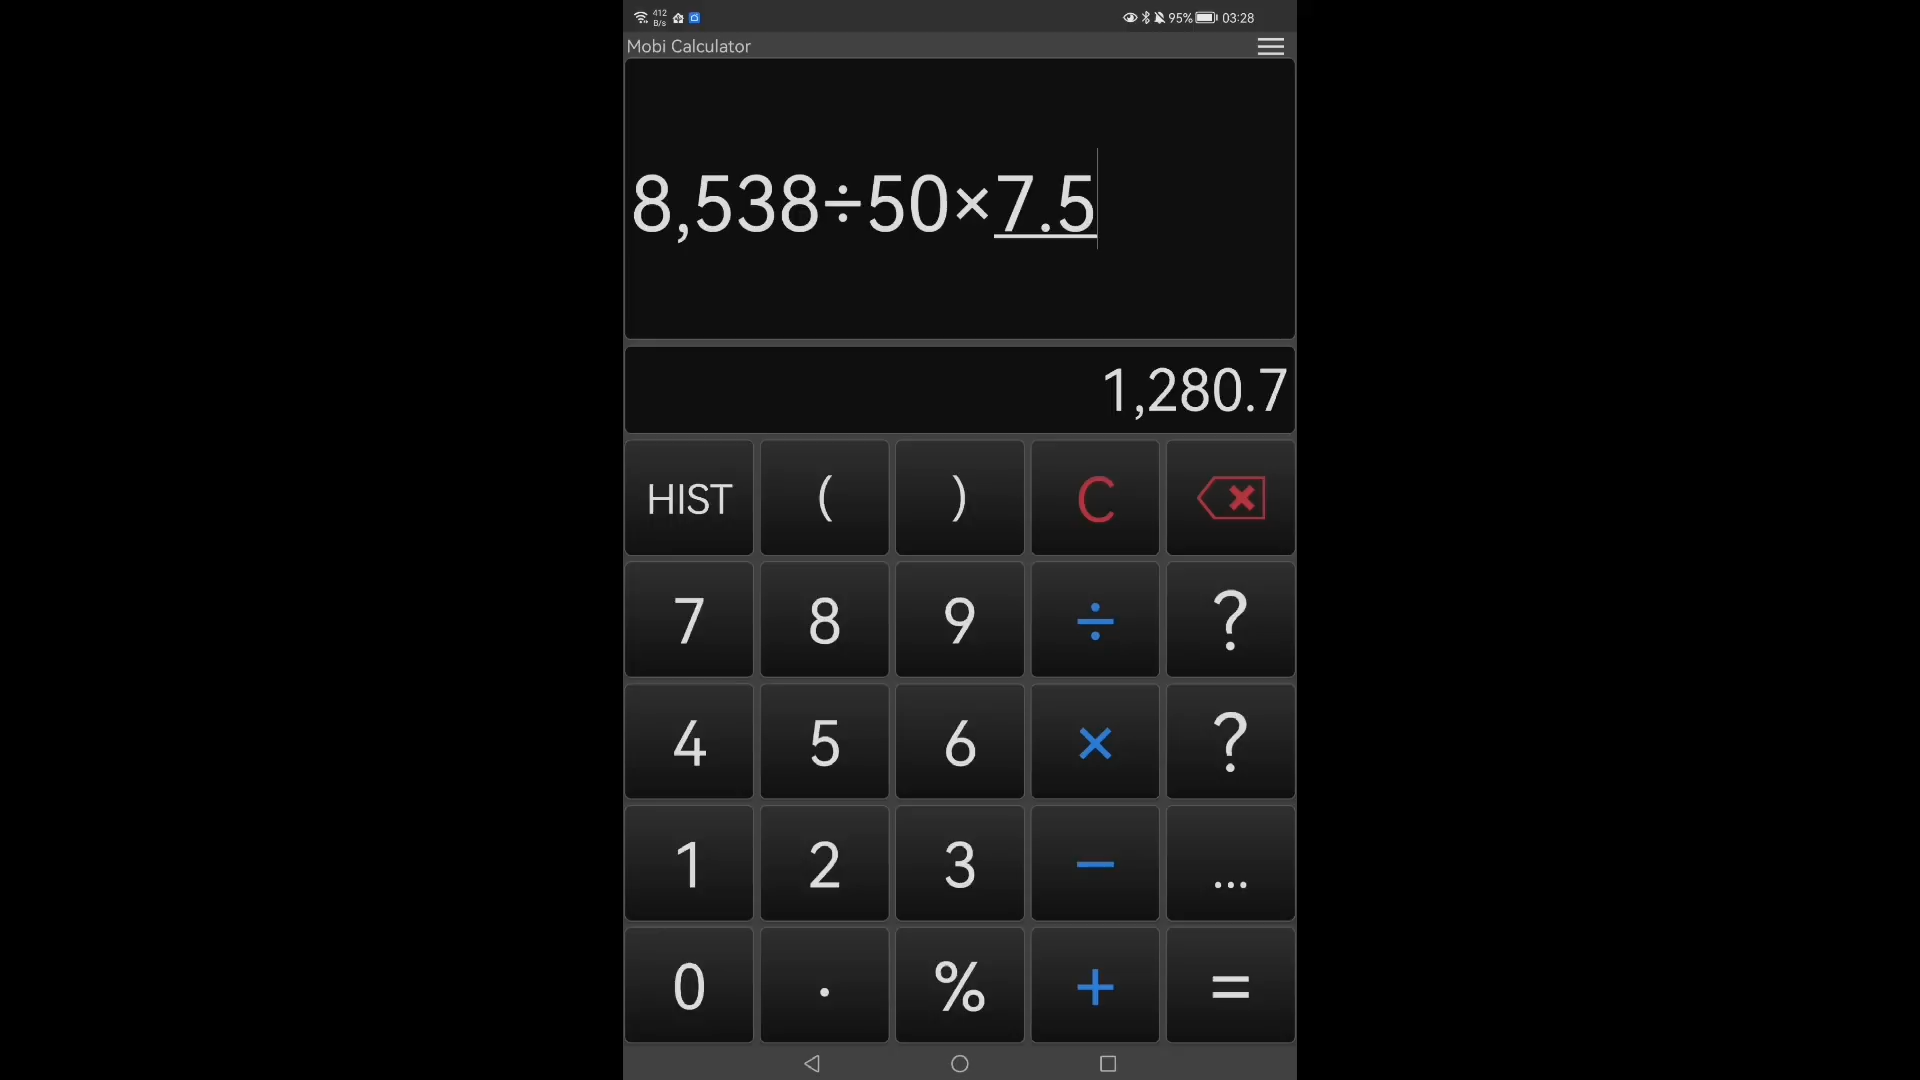 412
B/s
95% 03:28
Mobi Calculator
8,538÷50×7.5
1,280.7
HIST ( ) C
7 8 9 ÷ ?
4 5 6 × ?
1 2 3 − ...
0 . % + =